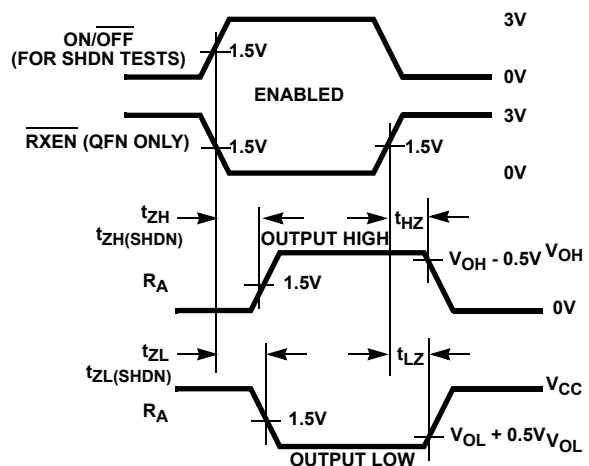 ON/OFF
(FOR SHDN TESTS)
1.5V
3V
0V
ENABLED
RXEN (QFN ONLY)
1.5V
1.5V
3V
0V
tZH
tZH(SHDN)
OUTPUT HIGH
tHZ
RA
1.5V
VOH - 0.5V
VOH
0V
tZL
tZL(SHDN)
tLZ
RA
1.5V
VCC
VOL + 0.5V
VOL
OUTPUT LOW